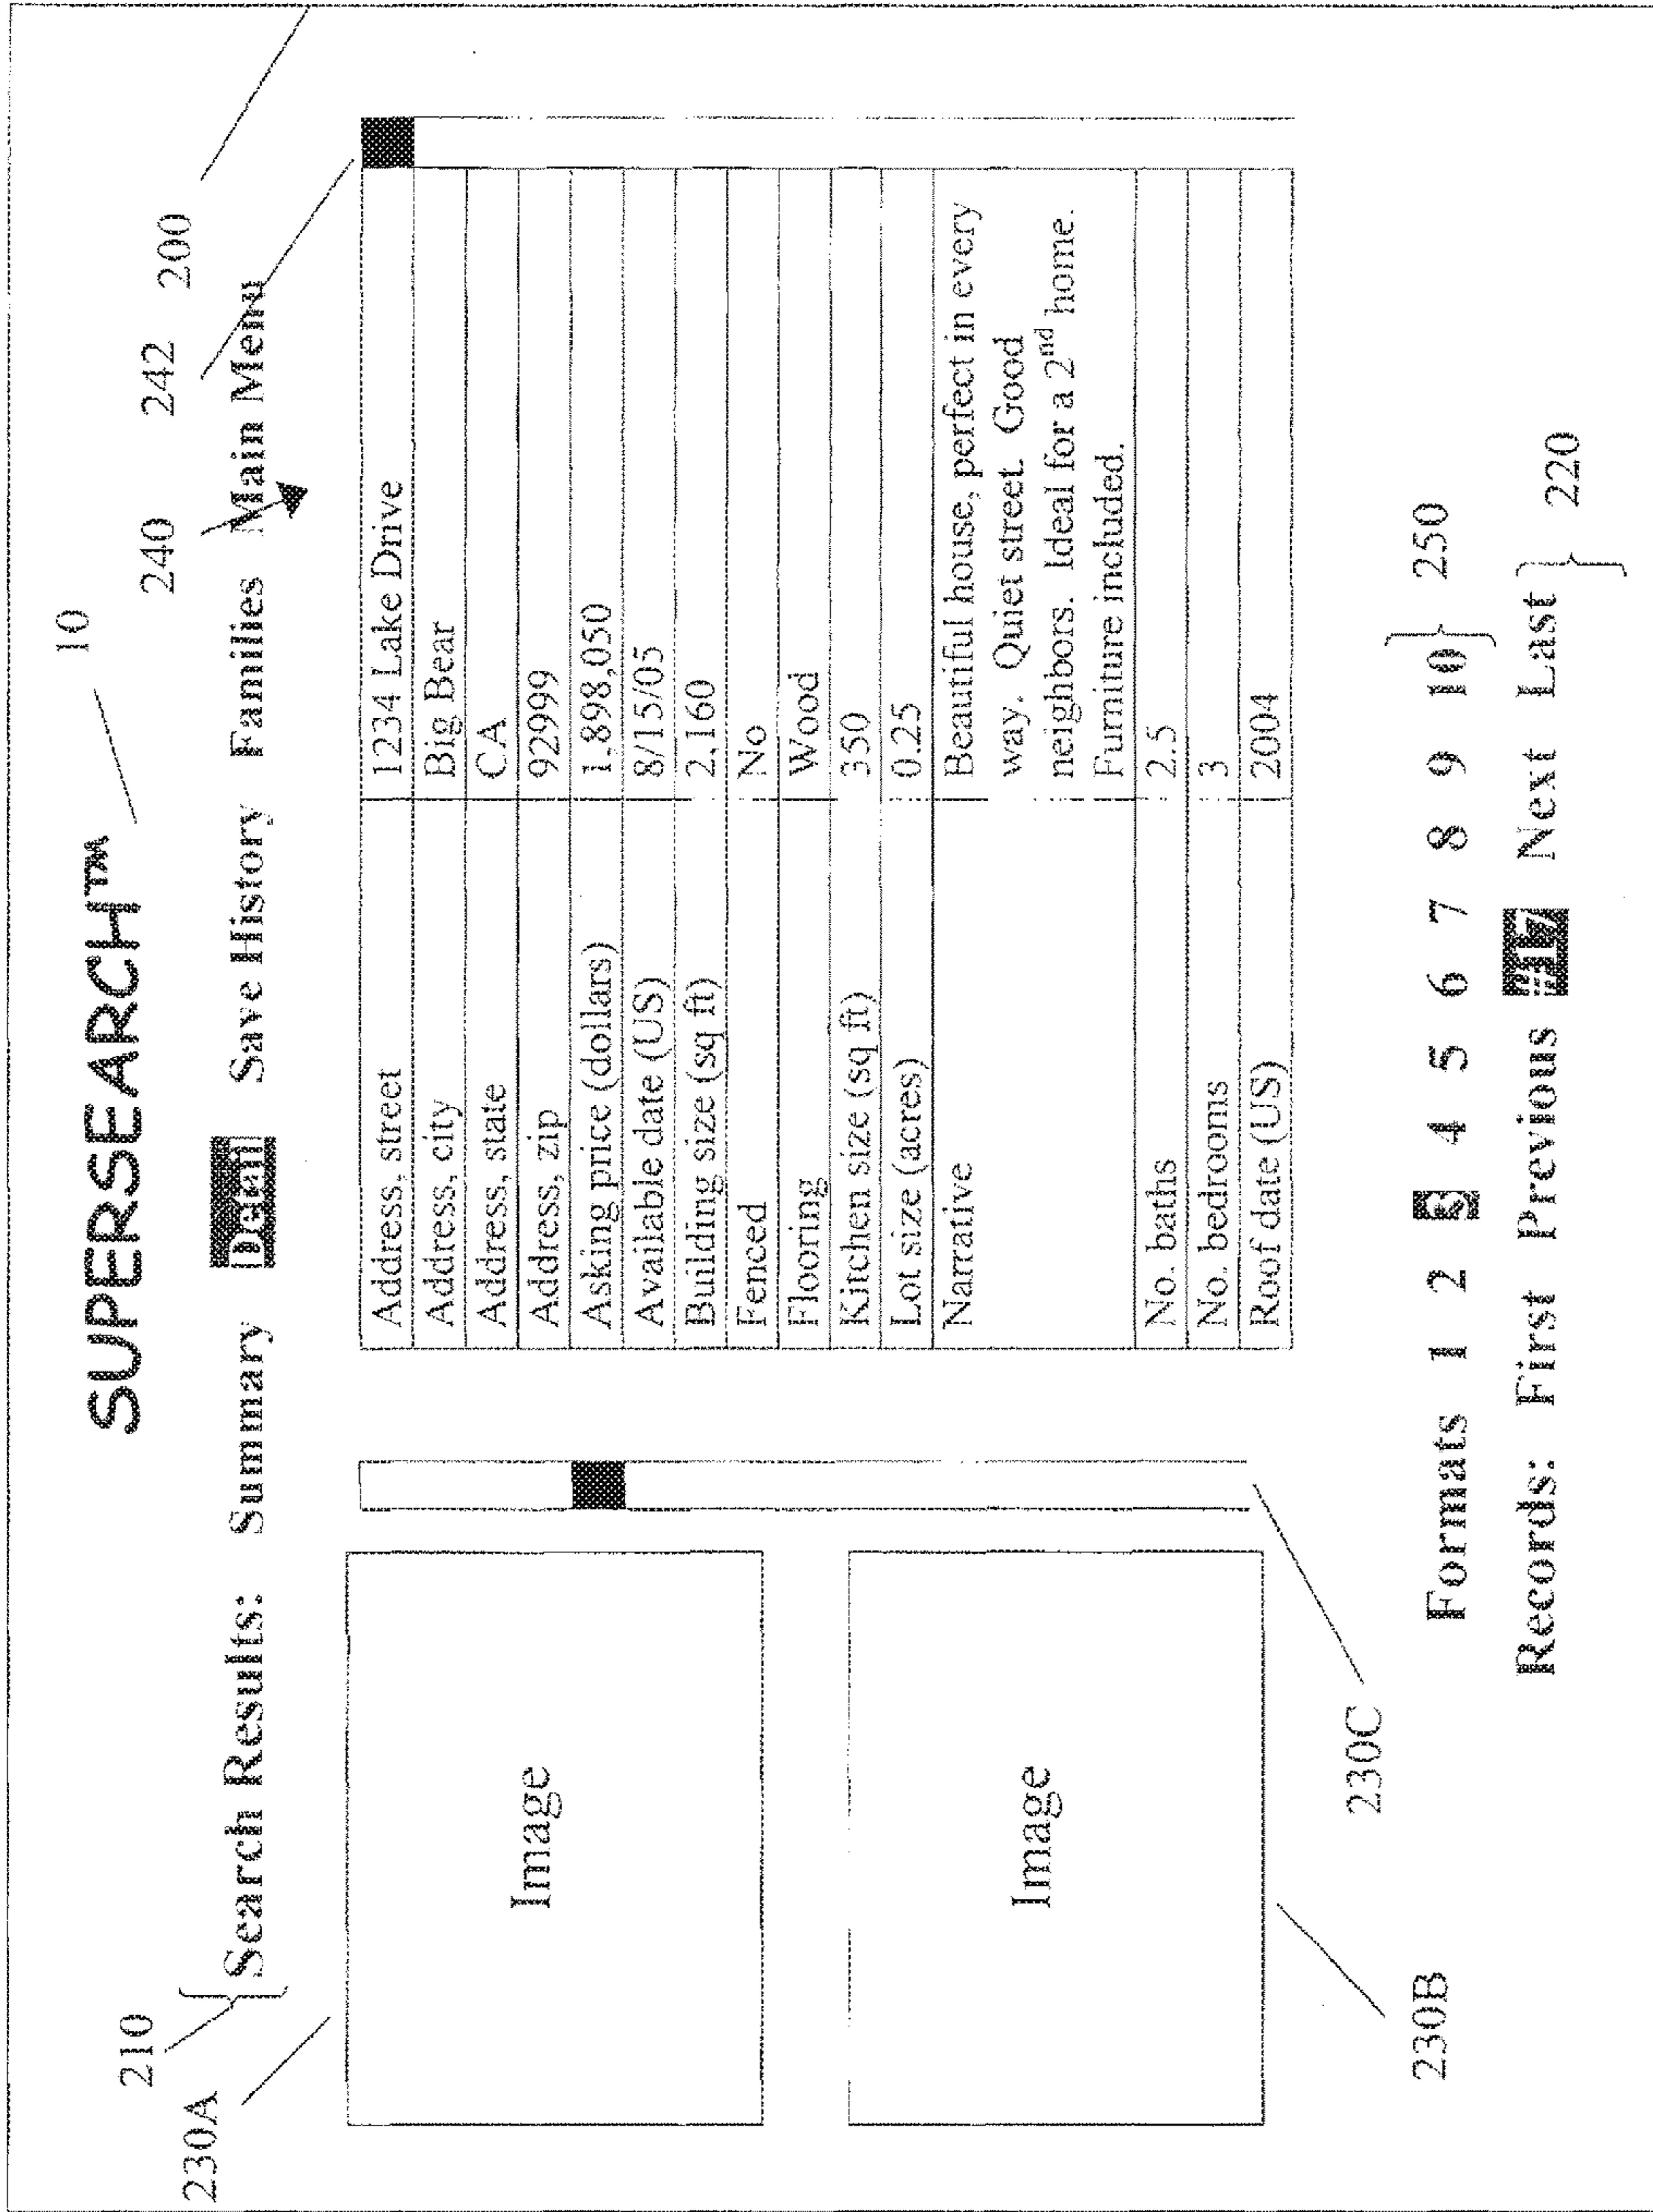 SUPERSEARCH™
10
210
240
242
200
Search Results: Summary Detail Save History Families Main Menu
230A
Image
Image
230B
230C
Address, street 1234 Lake Drive
Address, city Big Bear
Address, state CA
Address, zip 92999
Asking price (dollars) 1,898,050
Available date (US) 8/15/05
Building size (sq ft) 2,160
Fenced No
Flooring Wood
Kitchen size (sq ft) 350
Lot size (acres) 0.25
Narrative Beautiful house, perfect in every
way. Quiet street. Good
neighbors. Ideal for a 2nd home.
Furniture included.
No. baths 2.5
No. bedrooms 3
Roof date (US) 2004
Formats 1 2 3 4 5 6 7 8 9 10 250
Records: First Previous #17 Next Last 220